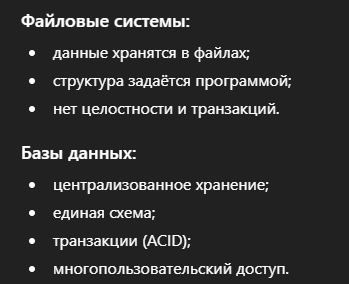 Файловые системы:
• данные хранятся в файлах;
• структура задаётся программой;
• нет целостности и транзакций.
Базы данных:
• централизованное хранение;
• единая схема;
• транзакции (ACID);
• многопользовательский доступ.